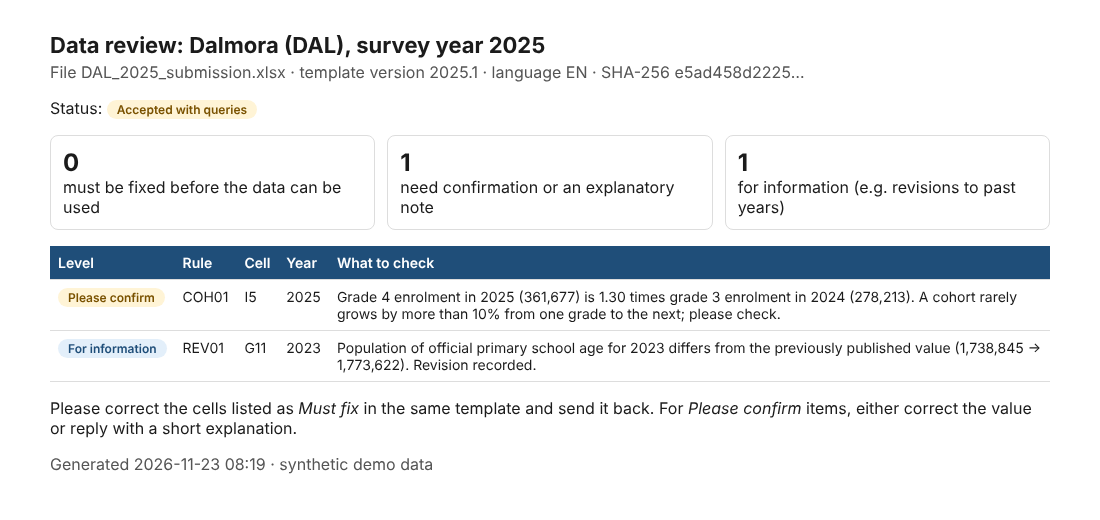 Data review: Dalmora (DAL), survey year 2025
File DAL_2025_submission.xlsx · template version 2025.1 · language EN · SHA-256 e5ad458d2225…
Status: Accepted with queries
0
must be fixed before the data can be
used
1
need confirmation or an explanatory
note
1
for information (e.g. revisions to past
years)
Level Rule Cell Year What to check
Please confirm COH01 I5 2025 Grade 4 enrolment in 2025 (361,677) is 1.30 times grade 3 enrolment in 2024 (278,213). A cohort rarely
grows by more than 10% from one grade to the next; please check.
For information REV01 G11 2023 Population of official primary school age for 2023 differs from the previously published value (1,738,845 →
1,773,622). Revision recorded.
Please correct the cells listed as Must fix in the same template and send it back. For Please confirm items, either correct the value
or reply with a short explanation.
Generated 2026-11-23 08:19 · synthetic demo data